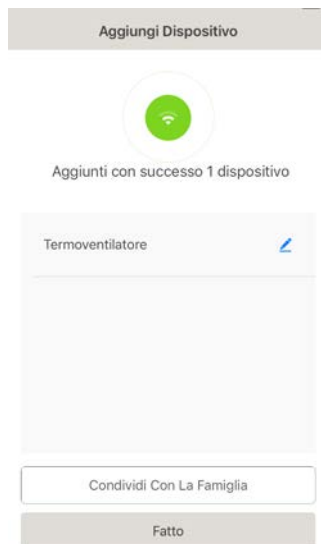 Aggiungi Dispositivo
Aggiunti con successo 1 dispositivo
Termoventilatore
Condividi Con La Famiglia
Fatto